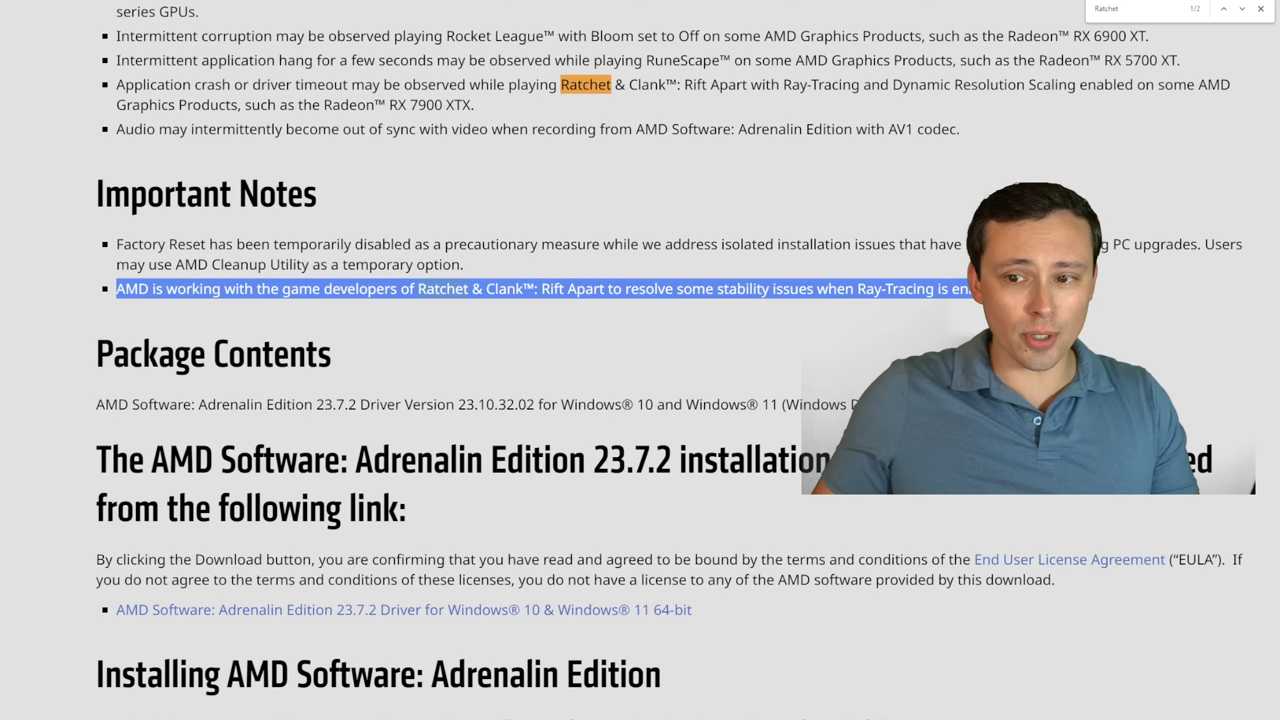 Ratchet 1/2
series GPUs.
Intermittent corruption may be observed playing Rocket League™ with Bloom set to Off on some AMD Graphics Products, such as the Radeon™ RX 6900 XT.
Intermittent application hang for a few seconds may be observed while playing RuneScape™ on some AMD Graphics Products, such as the Radeon™ RX 5700 XT.
Application crash or driver timeout may be observed while playing Ratchet & Clank™: Rift Apart with Ray-Tracing and Dynamic Resolution Scaling enabled on some AMD
Graphics Products, such as the Radeon™ RX 7900 XTX.
Audio may intermittently become out of sync with video when recording from AMD Software: Adrenalin Edition with AV1 codec.
Important Notes
Factory Reset has been temporarily disabled as a precautionary measure while we address isolated installation issues that have PC upgrades. Users
may use AMD Cleanup Utility as a temporary option.
AMD is working with the game developers of Ratchet & Clank™: Rift Apart to resolve some stability issues when Ray-Tracing is
Package Contents
AMD Software: Adrenalin Edition 23.7.2 Driver Version 23.10.32.02 for Windows® 10 and Windows® 11 (Windows
The AMD Software: Adrenalin Edition 23.7.2 installation
from the following link:
By clicking the Download button, you are confirming that you have read and agreed to be bound by the terms and conditions of the End User License Agreement (“EULA”). If
you do not agree to the terms and conditions of these licenses, you do not have a license to any of the AMD software provided by this download.
AMD Software: Adrenalin Edition 23.7.2 Driver for Windows® 10 & Windows® 11 64-bit
Installing AMD Software: Adrenalin Edition